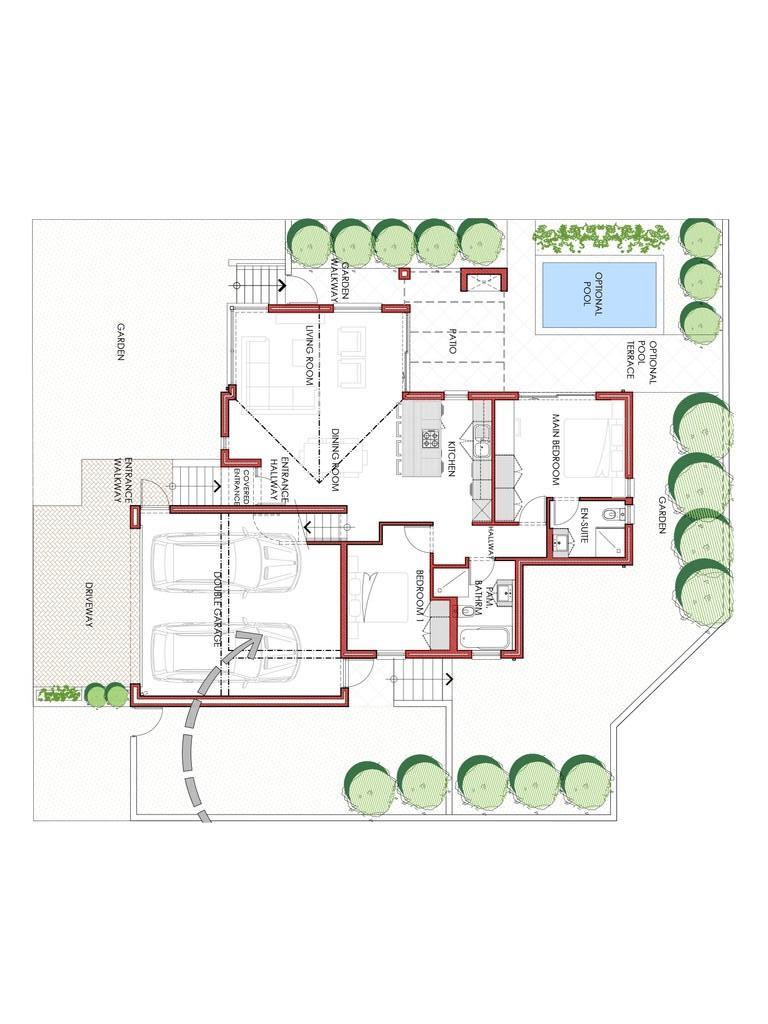 OPTIONAL
POOL
OPTIONAL
POOL
TERRACE
GARDEN
WALKWAY
PATIO
GARDEN
LIVING ROOM
DINING ROOM
KITCHEN
MAIN BEDROOM
EN-SUITE
GARDEN
ENTRANCE
HALLWAY
COVERED
ENTRANCE
ENTRANCE
WALKWAY
HALLWAY
DRIVEWAY
DOUBLE GARAGE
BEDROOM 1
FAM.
BATHRM